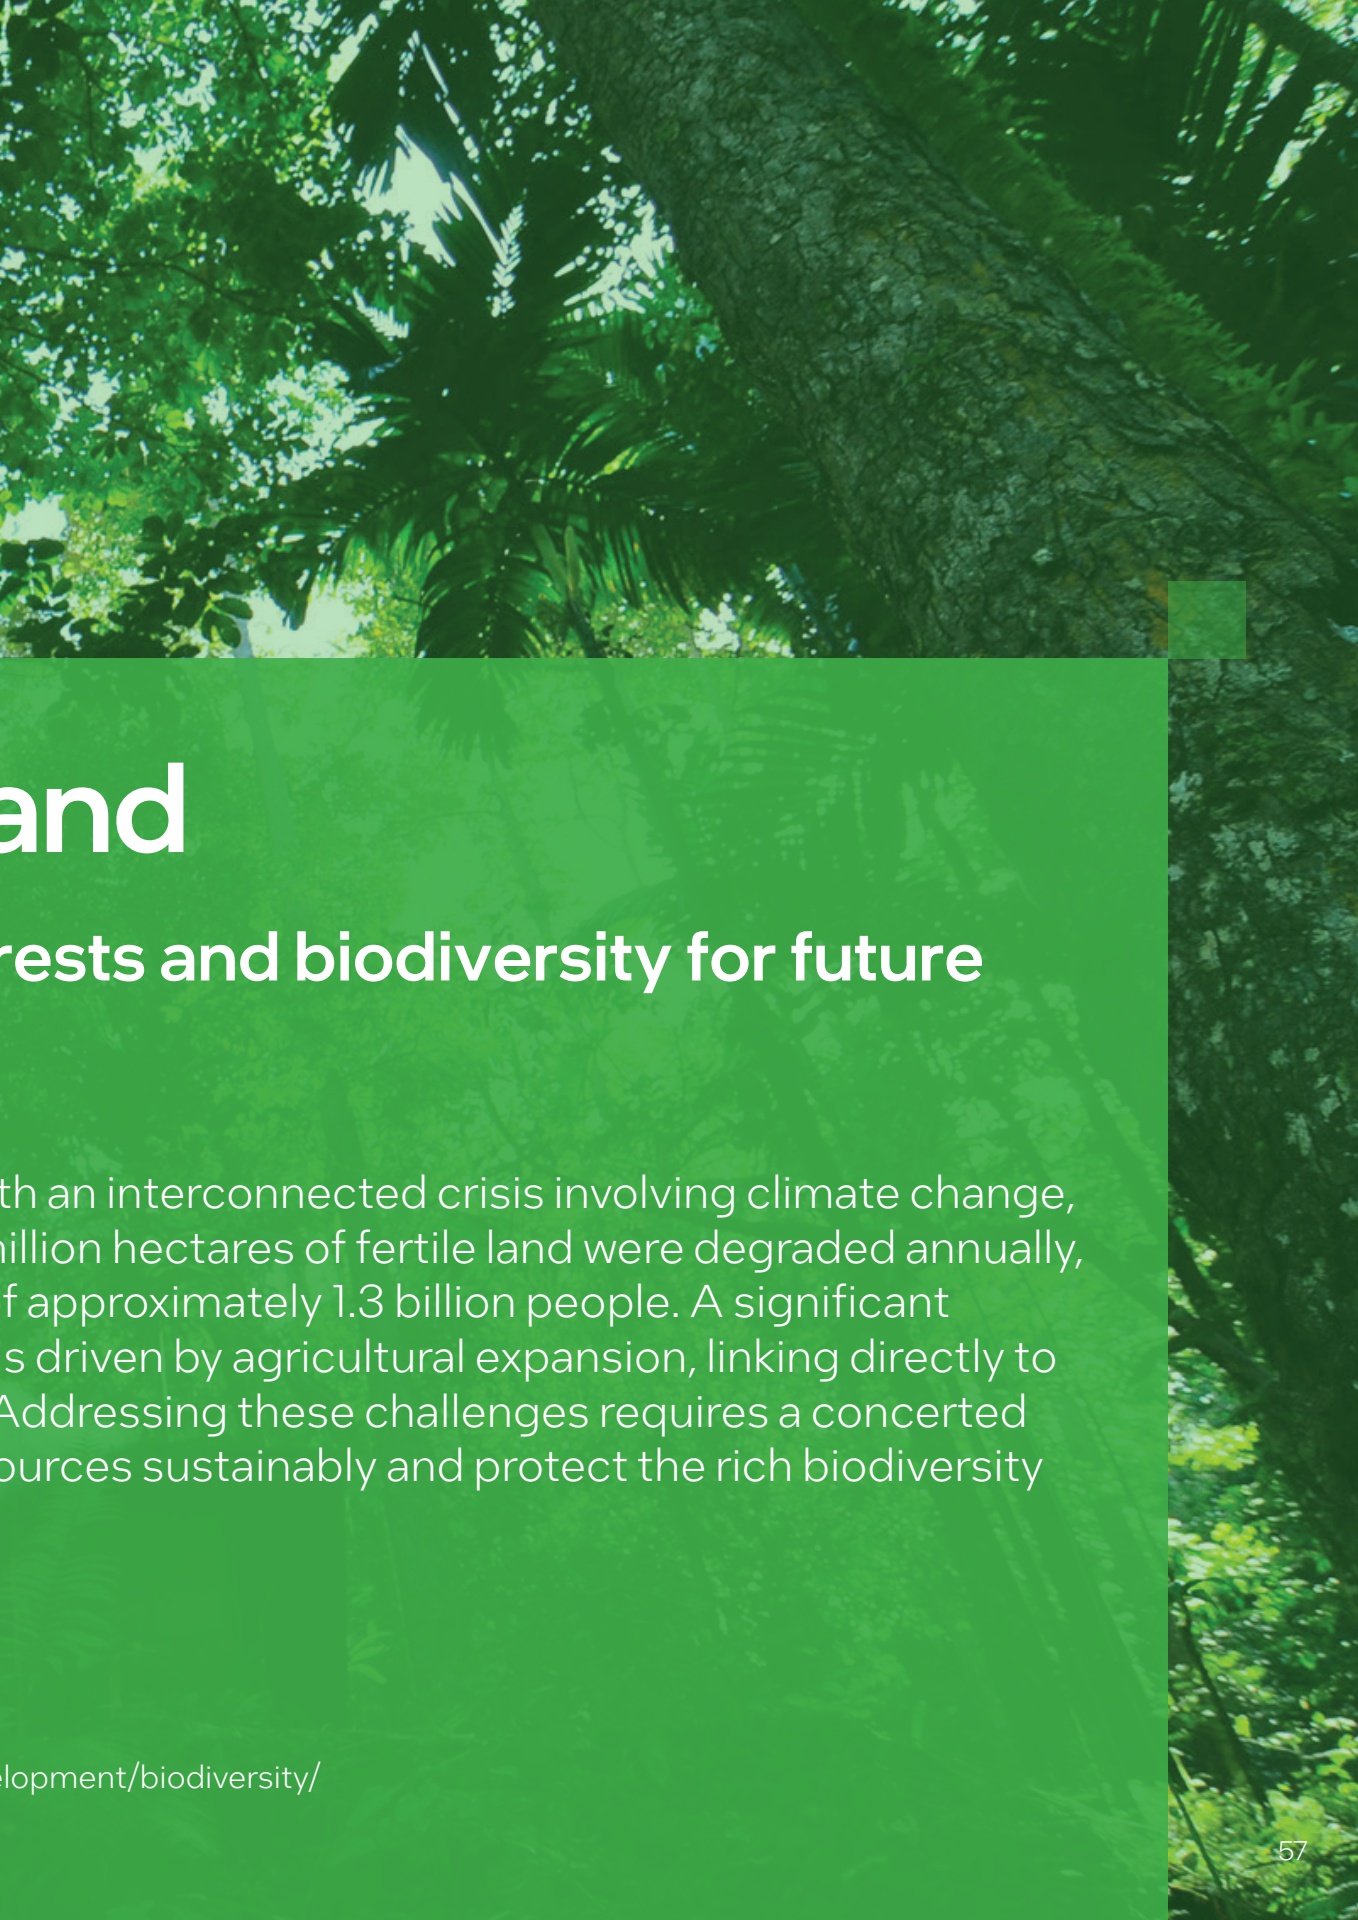 and
rests and biodiversity for future
th an interconnected crisis involving climate change,
illion hectares of fertile land were degraded annually,
f approximately 1.3 billion people. A significant
s driven by agricultural expansion, linking directly to
Addressing these challenges requires a concerted
ources sustainably and protect the rich biodiversity
elopment/biodiversity/
57